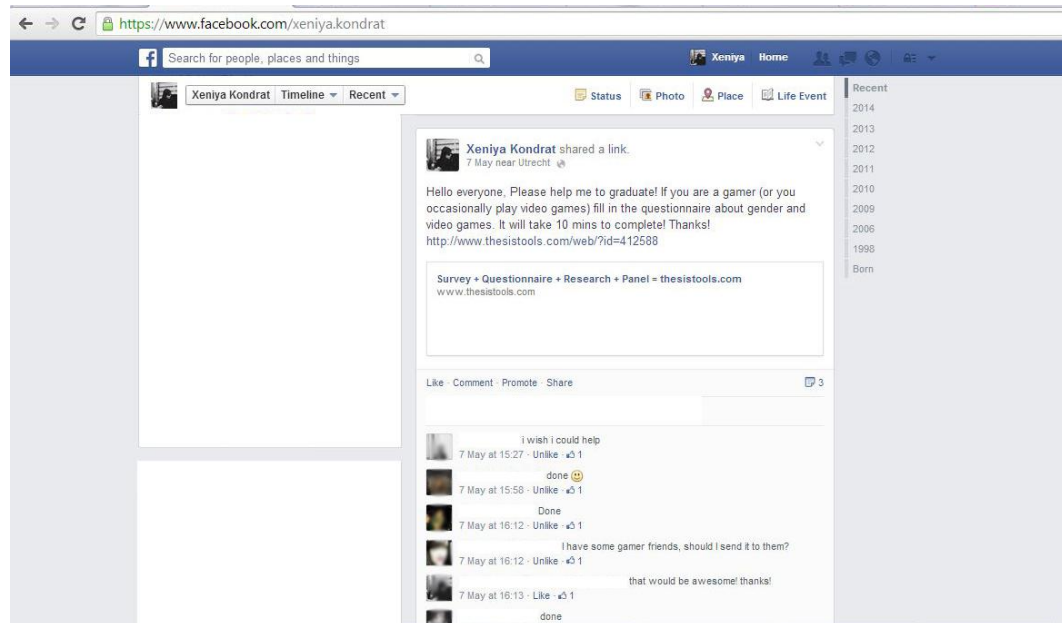 https://www.facebook.com/xeniya.kondrat
f Search for people, places and things Xeniya Home
Xeniya Kondrat Timeline Recent Status Photo Place Life Event
Recent
2014
2013
2012
2011
2010
2009
2006
1998
Born
Xeniya Kondrat shared a link.
7 May near Utrecht
Hello everyone, Please help me to graduate! If you are a gamer (or you
occasionally play video games) fill in the questionnaire about gender and
video games. It will take 10 mins to complete! Thanks!
http://www.thesistools.com/web/?id=412588
Survey + Questionnaire + Research + Panel = thesistools.com
www.thesistools.com
Like · Comment · Promote · Share 3
i wish i could help
7 May at 15:27 · Unlike · 1
done
7 May at 15:58 · Unlike · 1
Done
7 May at 16:12 · Unlike · 1
I have some gamer friends, should I send it to them?
7 May at 16:12 · Unlike · 1
that would be awesome! thanks!
7 May at 16:13 · Like · 1
done